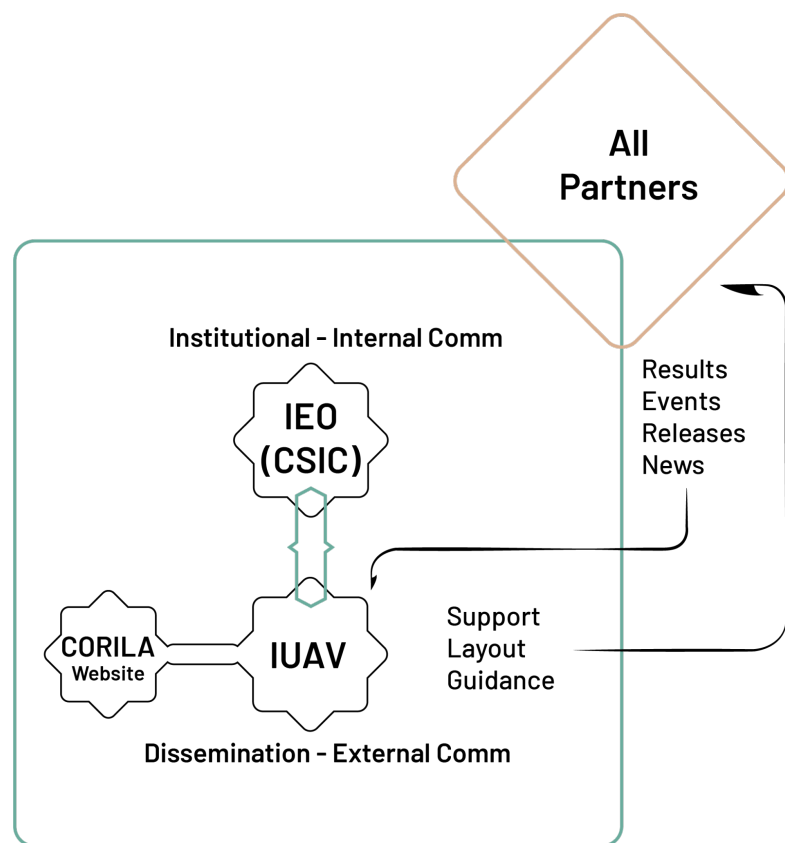 All
Partners
Institutional - Internal Comm
IEO
(CSIC)
Results
Events
Releases
News
CORILA
Website
IUAV
Support
Layout
Guidance
Dissemination - External Comm